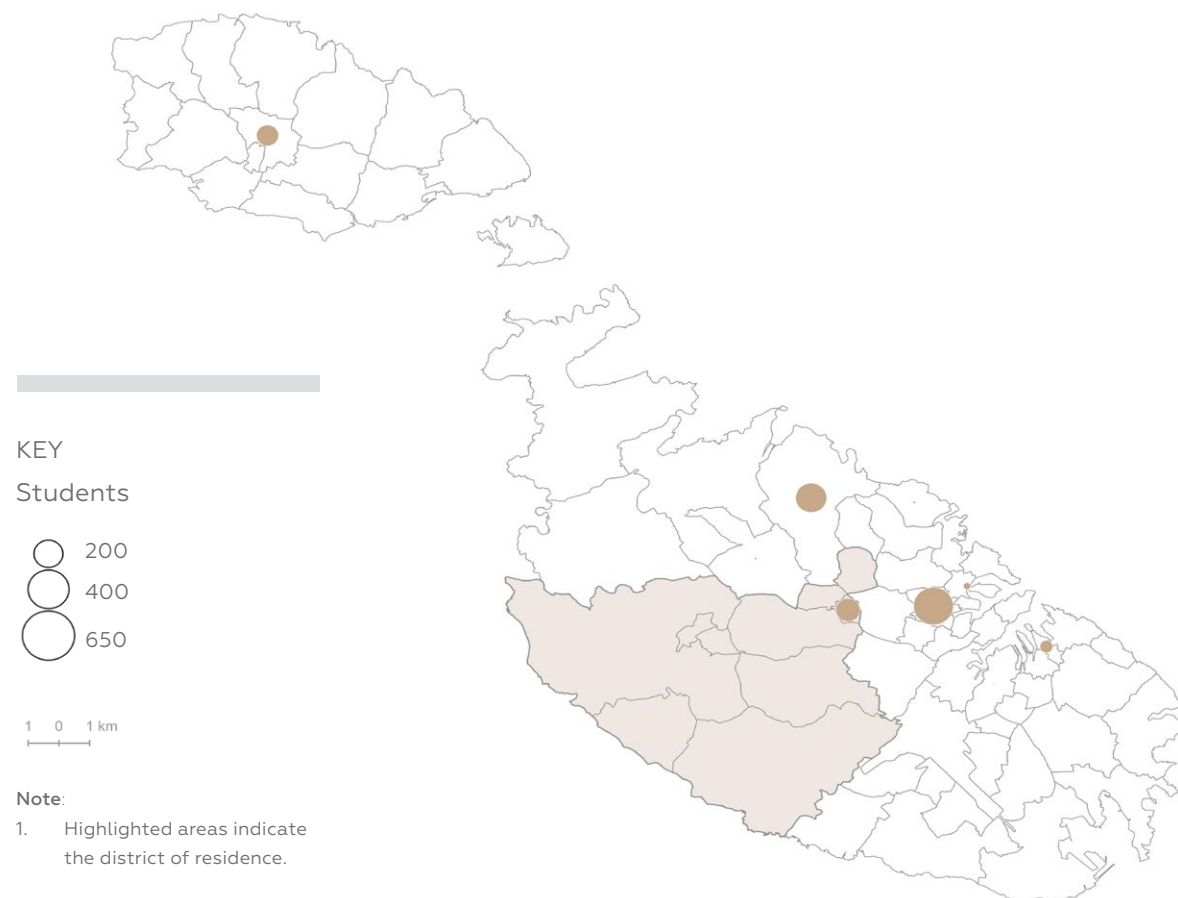 KEY
Students
200
400
650
1 0 1 km
Note:
1. Highlighted areas indicate
the district of residence.